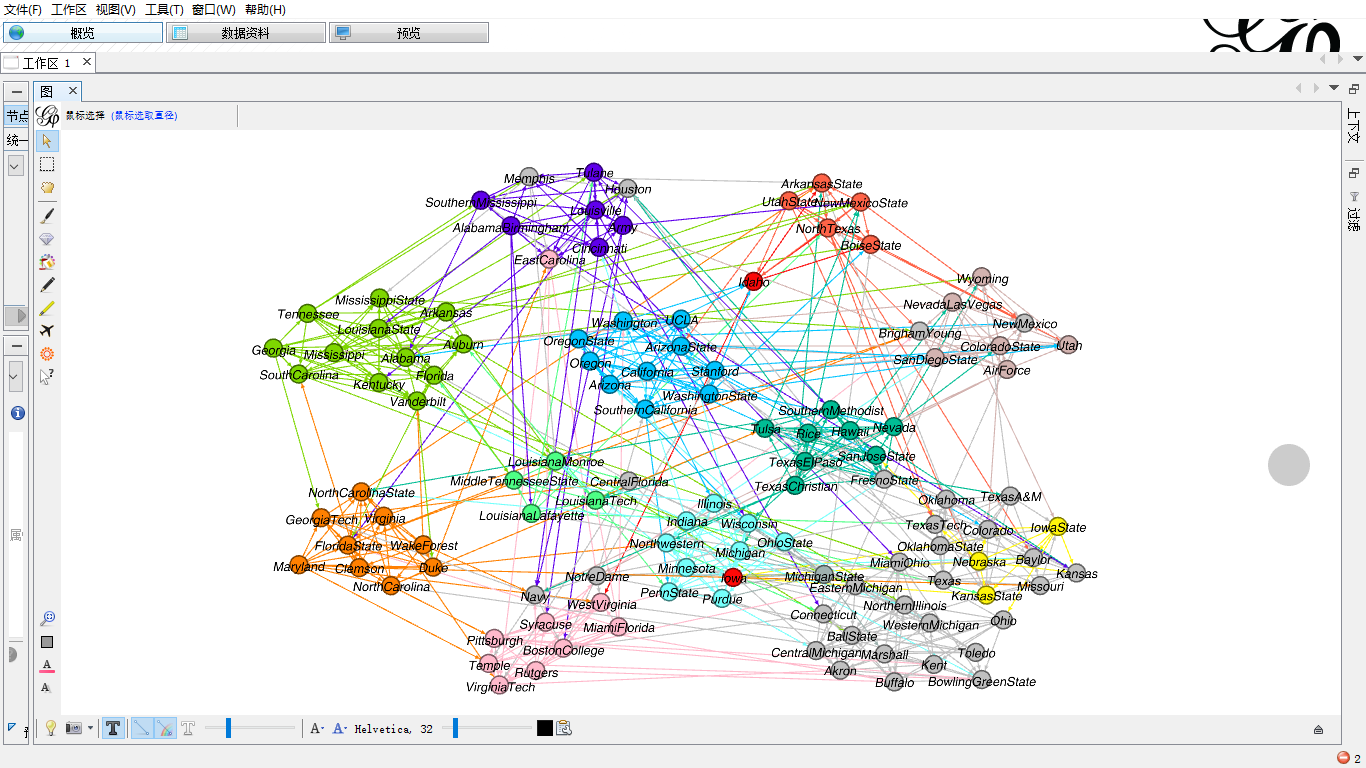 文件(F) 工作区 视图(V) 工具(T) 窗口(W) 帮助(H)
概览 数据资料 预览
工作区 1
图
节点
统一
鼠标选择 (鼠标选取直径)
上下文
过滤
属
Memphis
Tulane
Houston
SouthernMississippi
Louisville
AlabamaBirmingham
Army
Cincinnati
EastCarolina
ArkansasState
UtahState
NewMexicoState
NorthTexas
BoiseState
Idaho
Wyoming
NevadaLasVegas
NewMexico
BrighamYoung
ColoradoState
Utah
SanDiegoState
AirForce
MississippiState
Tennessee
Arkansas
LouisianaState
Georgia
Mississippi
Alabama
Auburn
SouthCarolina
Kentucky
Florida
Vanderbilt
Washington
UCLA
OregonState
ArizonaState
Oregon
California
Stanford
Arizona
WashingtonState
SouthernCalifornia
SouthernMethodist
Tulsa
Rice
Hawaii
Nevada
TexasElPaso
SanJoseState
FresnoState
TexasChristian
LouisianaMonroe
MiddleTennesseeState
CentralFlorida
LouisianaTech
LouisianaLafayette
NorthCarolinaState
GeorgiaTech
Virginia
FloridaState
WakeForest
Maryland
Clemson
Duke
NorthCarolina
Illinois
Indiana
Wisconsin
Northwestern
OhioState
Michigan
Minnesota
Iowa
PennState
Purdue
Oklahoma
TexasA&M
TexasTech
Colorado
IowaState
OklahomaState
Nebraska
Baylor
Kansas
Texas
Missouri
KansasState
MiamiOhio
MichiganState
EasternMichigan
NorthernIllinois
Connecticut
WesternMichigan
Ohio
BallState
CentralMichigan
Marshall
Toledo
Akron
Kent
Buffalo
BowlingGreenState
NotreDame
Navy
WestVirginia
Syracuse
MiamiFlorida
Pittsburgh
BostonCollege
Temple
Rutgers
VirginiaTech
T T A- A- Helvetica, 32
2